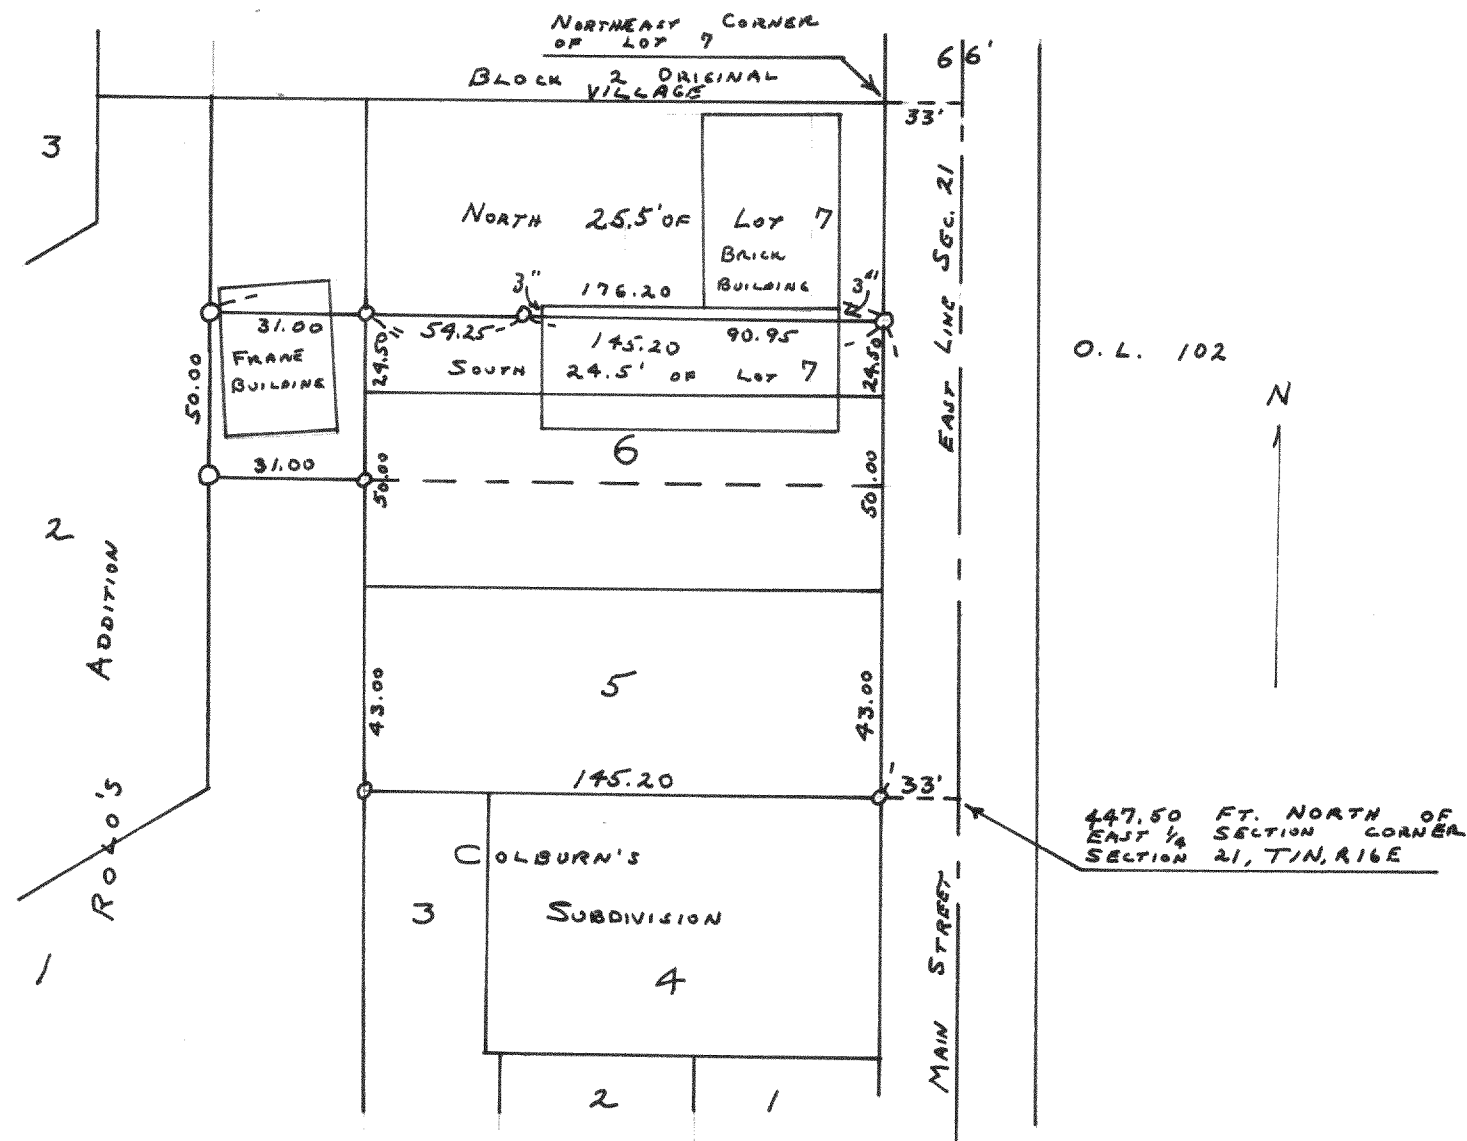 NORTHEAST CORNER
OF LOT 7
BLOCK 2 ORIGINAL
VILLAGE
66'
33'
3
NORTH 25.5' OF LOT 7
BRICK
BUILDING
EAST LINE SEC. 21
3"
176.20
3"
31.00
54.25
145.20
90.95
FRAME
BUILDING
50.00
24.50
SOUTH 24.5' OF LOT 7
24.50
O. L. 102
N
6
31.00
50.00
50.00
2
ROLO'S ADDITION
5
43.00
43.00
145.20
33'
447.50 FT. NORTH OF
EAST 1/4 SECTION CORNER
SECTION 21, T1N, R16E
COLBURN'S
SUBDIVISION
3
4
1
MAIN STREET
2
1